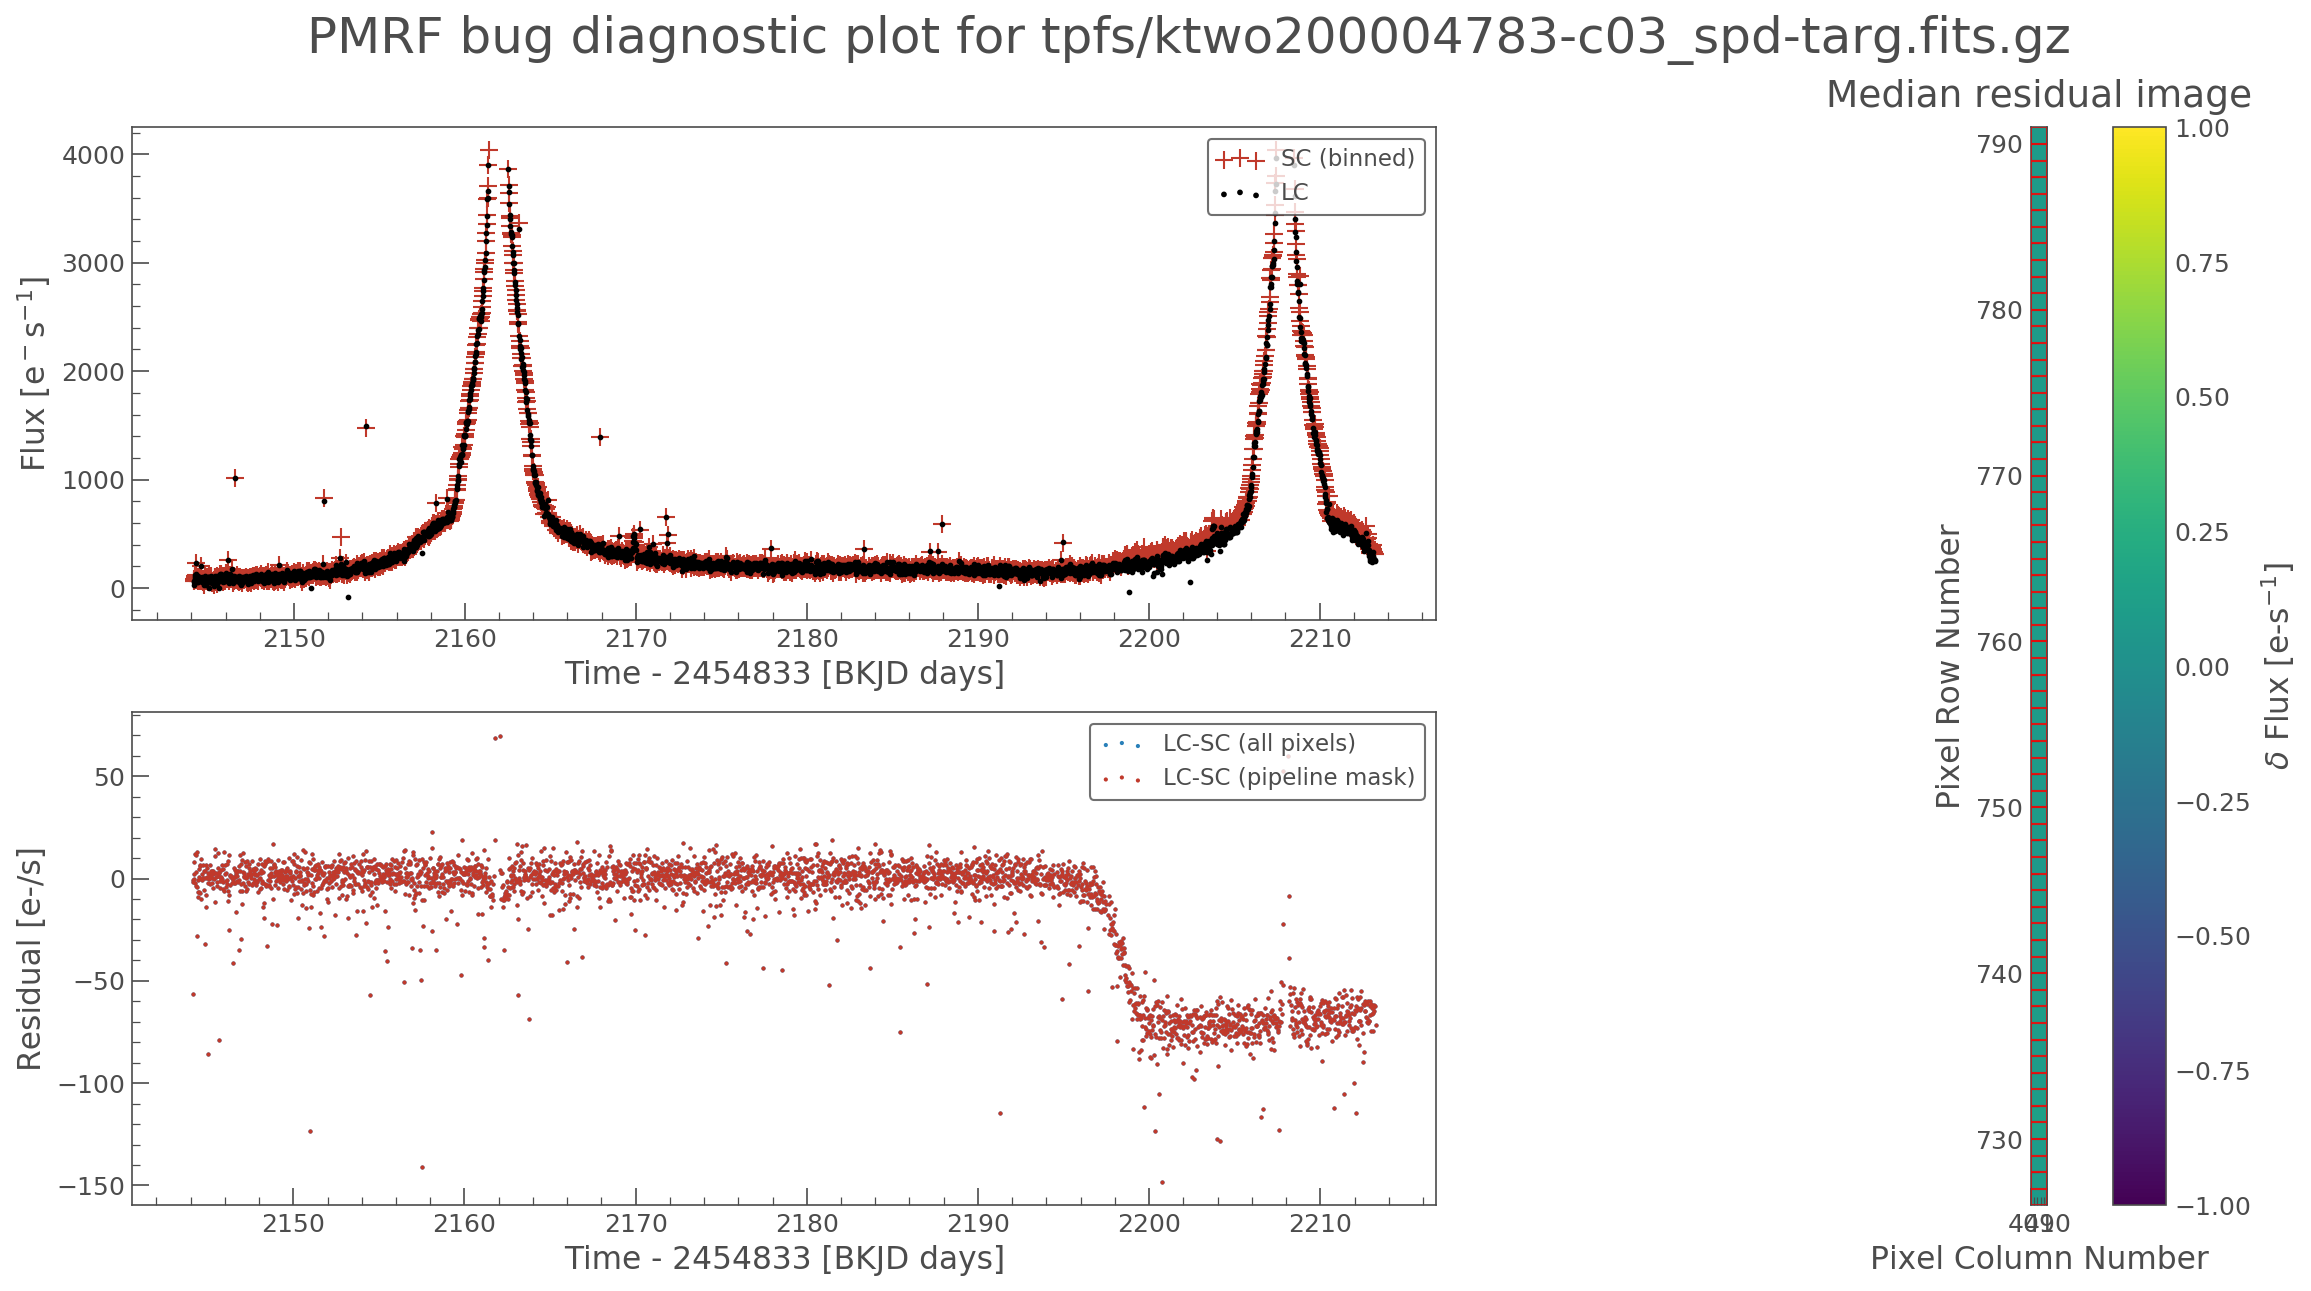 PMRF bug diagnostic plot for tpfs/ktwo200004783-c03_spd-targ.fits.gz
4000
3000
2000
1000
0
Flux [e⁻ s⁻¹]
SC (binned)
LC
2150 2160 2170 2180 2190 2200 2210
Time - 2454833 [BKJD days]
50
0
−50
−100
−150
Residual [e-/s]
LC-SC (all pixels)
LC-SC (pipeline mask)
2150 2160 2170 2180 2190 2200 2210
Time - 2454833 [BKJD days]
Median residual image
790
780
770
760
750
740
730
Pixel Row Number
Pixel Column Number
1.00
0.75
0.50
0.25
0.00
−0.25
−0.50
−0.75
−1.00
δ Flux [e-s⁻¹]